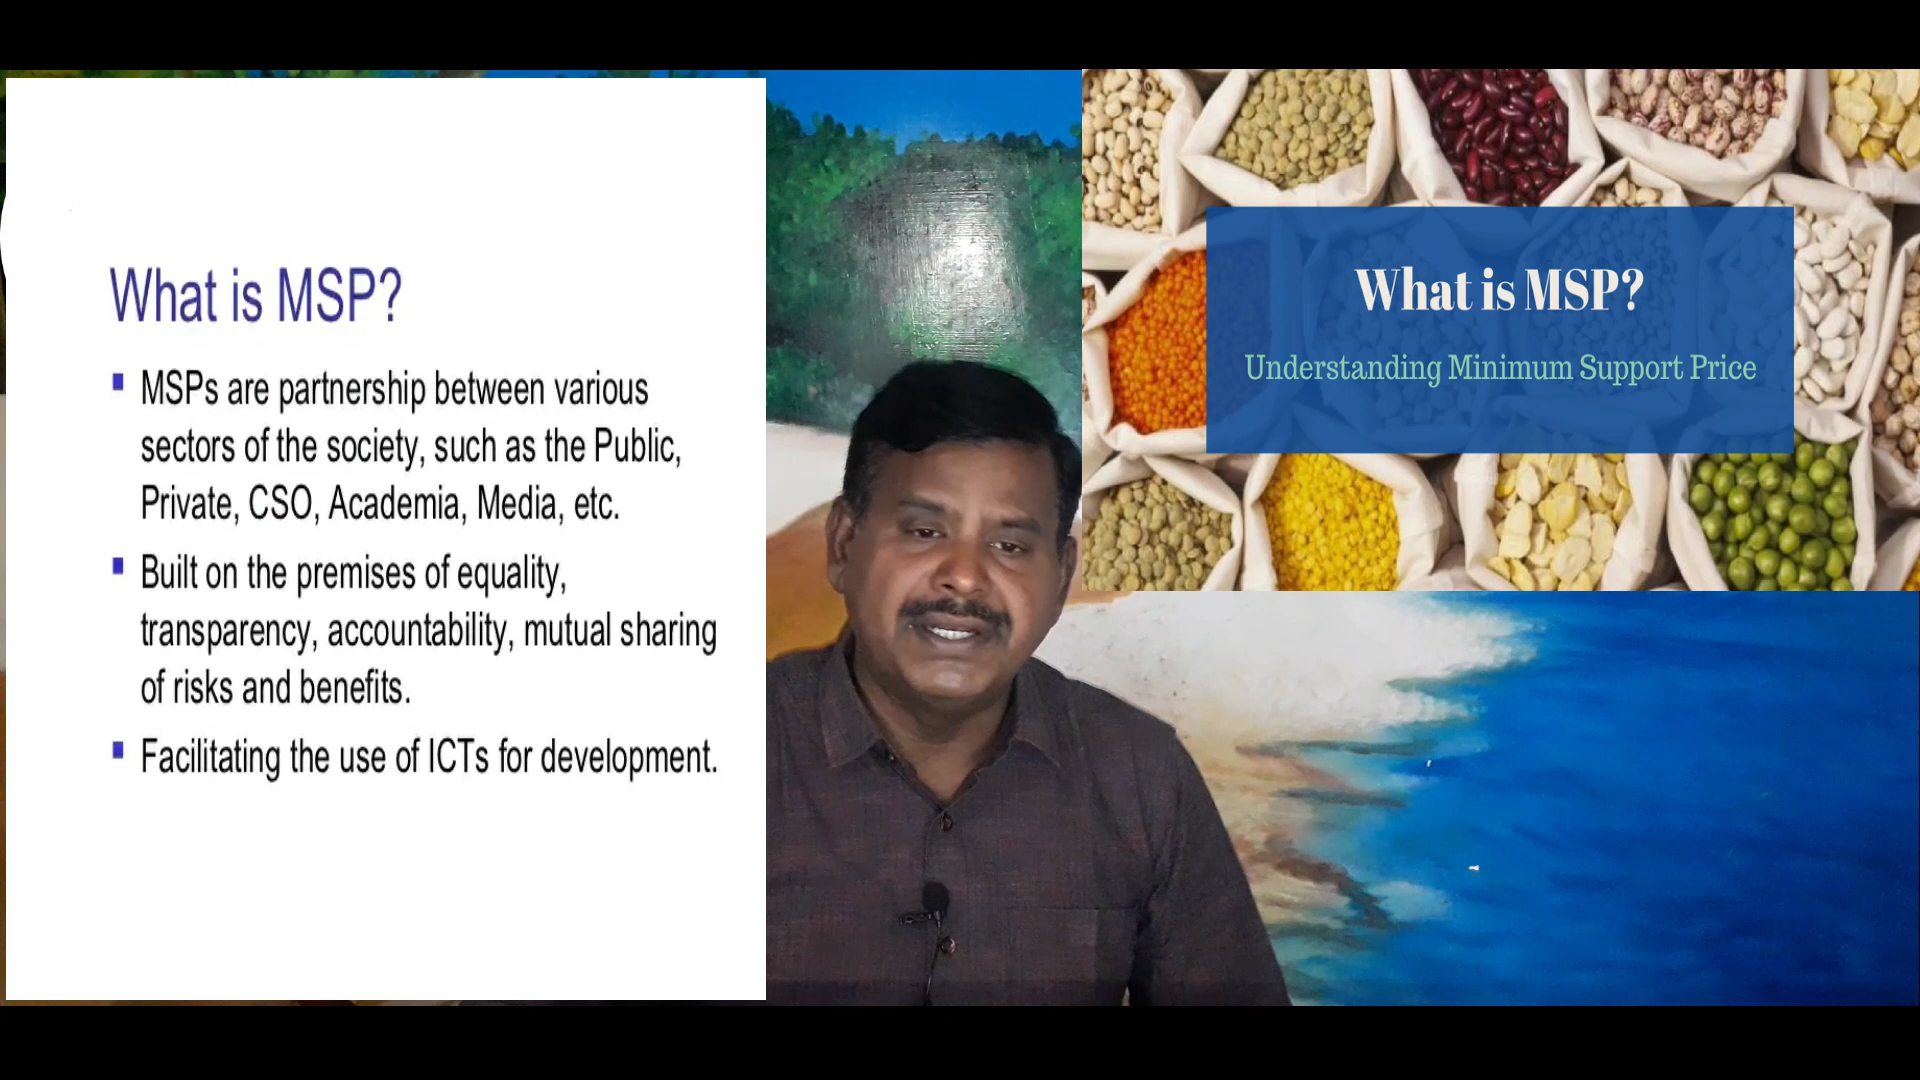 What is MSP?
MSPs are partnership between various
sectors of the society, such as the Public,
Private, CSO, Academia, Media, etc.
Built on the premises of equality,
transparency, accountability, mutual sharing
of risks and benefits.
Facilitating the use of ICTs for development.
What is MSP?
Understanding Minimum Support Price